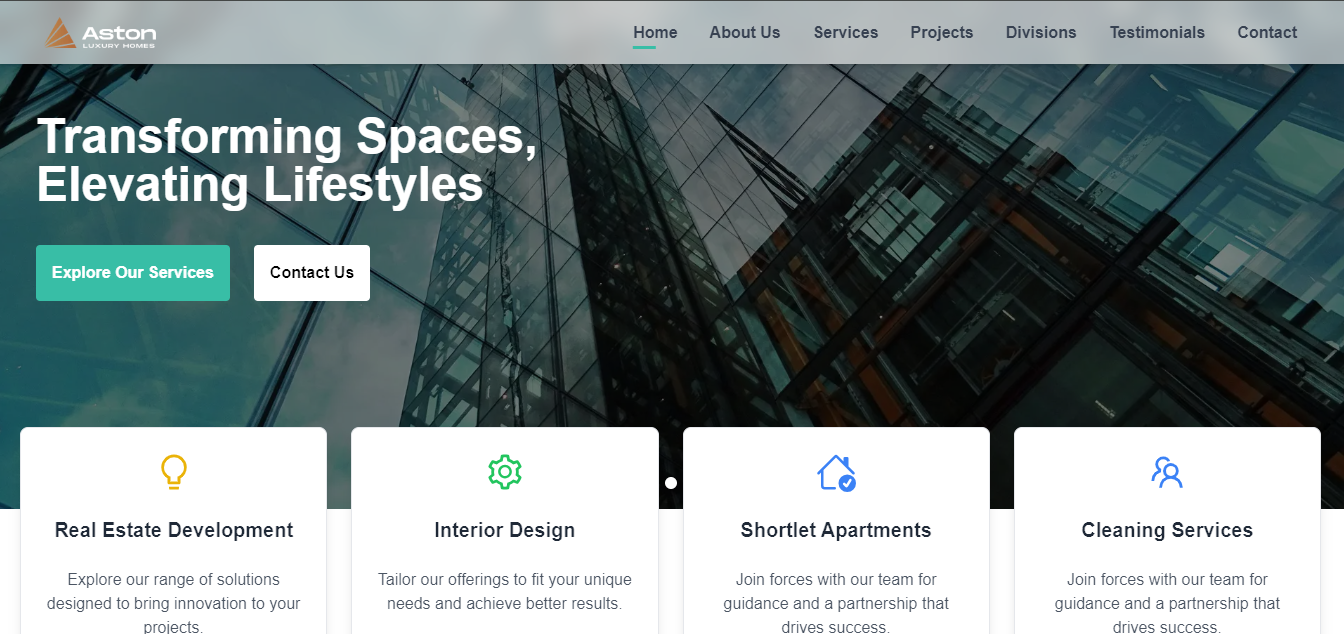 Aston
LUXURY HOMES
Home About Us Services Projects Divisions Testimonials Contact
Transforming Spaces,
Elevating Lifestyles
Explore Our Services Contact Us
Real Estate Development
Explore our range of solutions
designed to bring innovation to your
projects.
Interior Design
Tailor our offerings to fit your unique
needs and achieve better results.
Shortlet Apartments
Join forces with our team for
guidance and a partnership that
drives success.
Cleaning Services
Join forces with our team for
guidance and a partnership that
drives success.